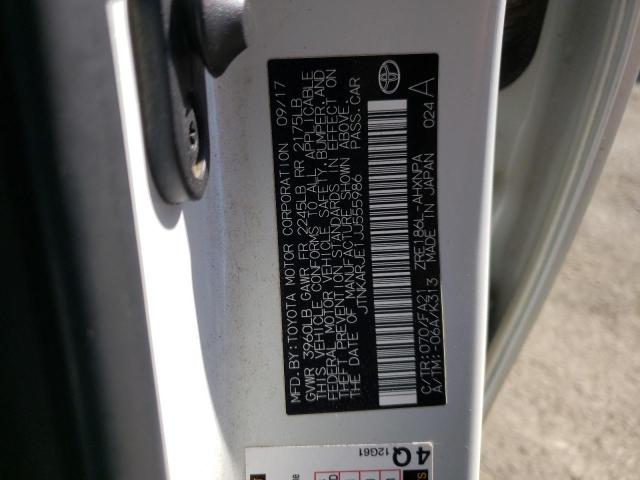 MFD.BY:TOYOTA MOTOR CORPORATION 09/17
GVWR 3960LB GAWR FR 2245LB RR 2175LB
THIS VEHICLE CONFORMS TO ALL APPLICABLE
FEDERAL MOTOR VEHICLE SAFETY, BUMPER, AND
THEFT PREVENTION STANDARDS IN EFFECT ON
THE DATE OF MANUFACTURE SHOWN ABOVE.
JTNKARJE1JJ555986 PASS.CAR
C/TR:070/FA21 ZRE186L-AHXNPA
A/TM:-06A/K313 MADE IN JAPAN
024 A
4Q
12G61